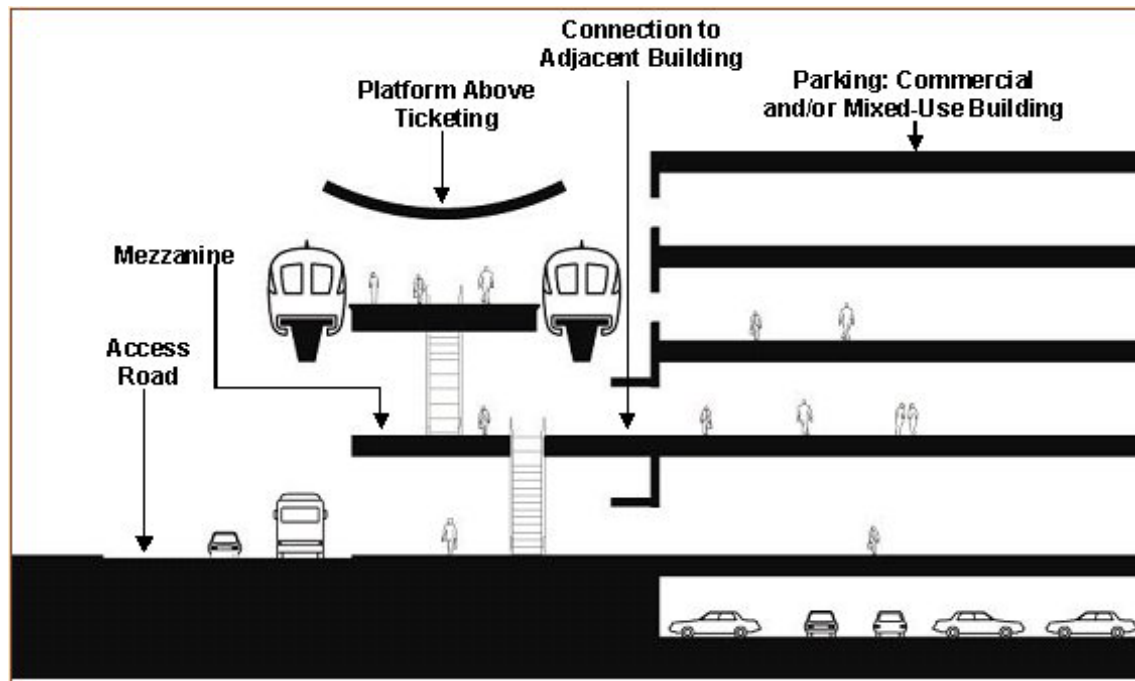 Connection to
Adjacent Building
Platform Above
Ticketing
Parking: Commercial
and/or Mixed-Use Building
Mezzanine
Access
Road